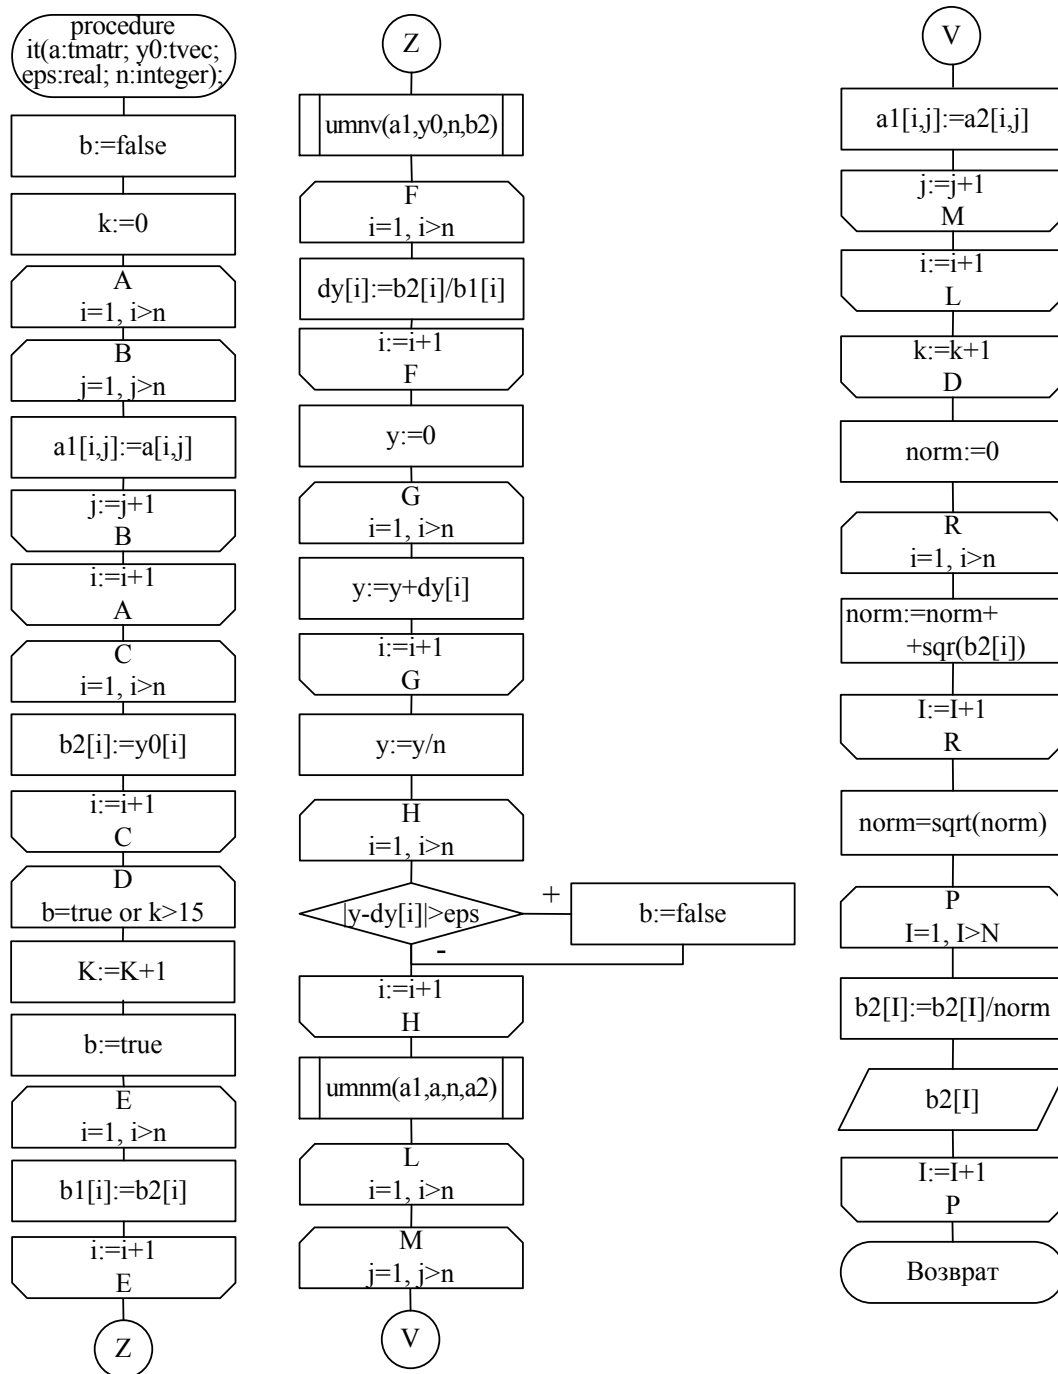 procedure
it(a:tmatr; y0:tvec;
eps:real; n:integer);
b:=false
k:=0
A
i=1, i>n
B
j=1, j>n
a1[i,j]:=a[i,j]
j:=j+1
B
i:=i+1
A
C
i=1, i>n
b2[i]:=y0[i]
i:=i+1
C
D
b=true or k>15
K:=K+1
b:=true
E
i=1, i>n
b1[i]:=b2[i]
i:=i+1
E
Z
Z
umnv(a1,y0,n,b2)
F
i=1, i>n
dy[i]:=b2[i]/b1[i]
i:=i+1
F
y:=0
G
i=1, i>n
y:=y+dy[i]
i:=i+1
G
y:=y/n
H
i=1, i>n
|y-dy[i]|>eps
+
b:=false
-
i:=i+1
H
umnm(a1,a,n,a2)
L
i=1, i>n
M
j=1, j>n
V
V
a1[i,j]:=a2[i,j]
j:=j+1
M
i:=i+1
L
k:=k+1
D
norm:=0
R
i=1, i>n
norm:=norm+
+sqr(b2[i])
I:=I+1
R
norm=sqrt(norm)
P
I=1, I>N
b2[I]:=b2[I]/norm
b2[I]
I:=I+1
P
Возврат